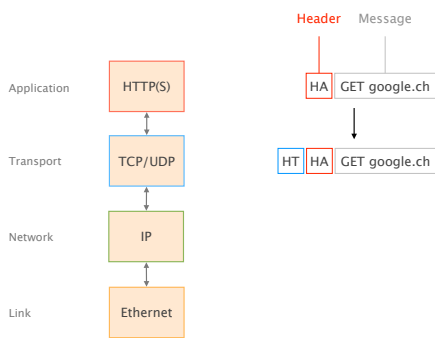 Header Message
Application HTTP(S) HA GET google.ch
Transport TCP/UDP HT HA GET google.ch
Network IP
Link Ethernet